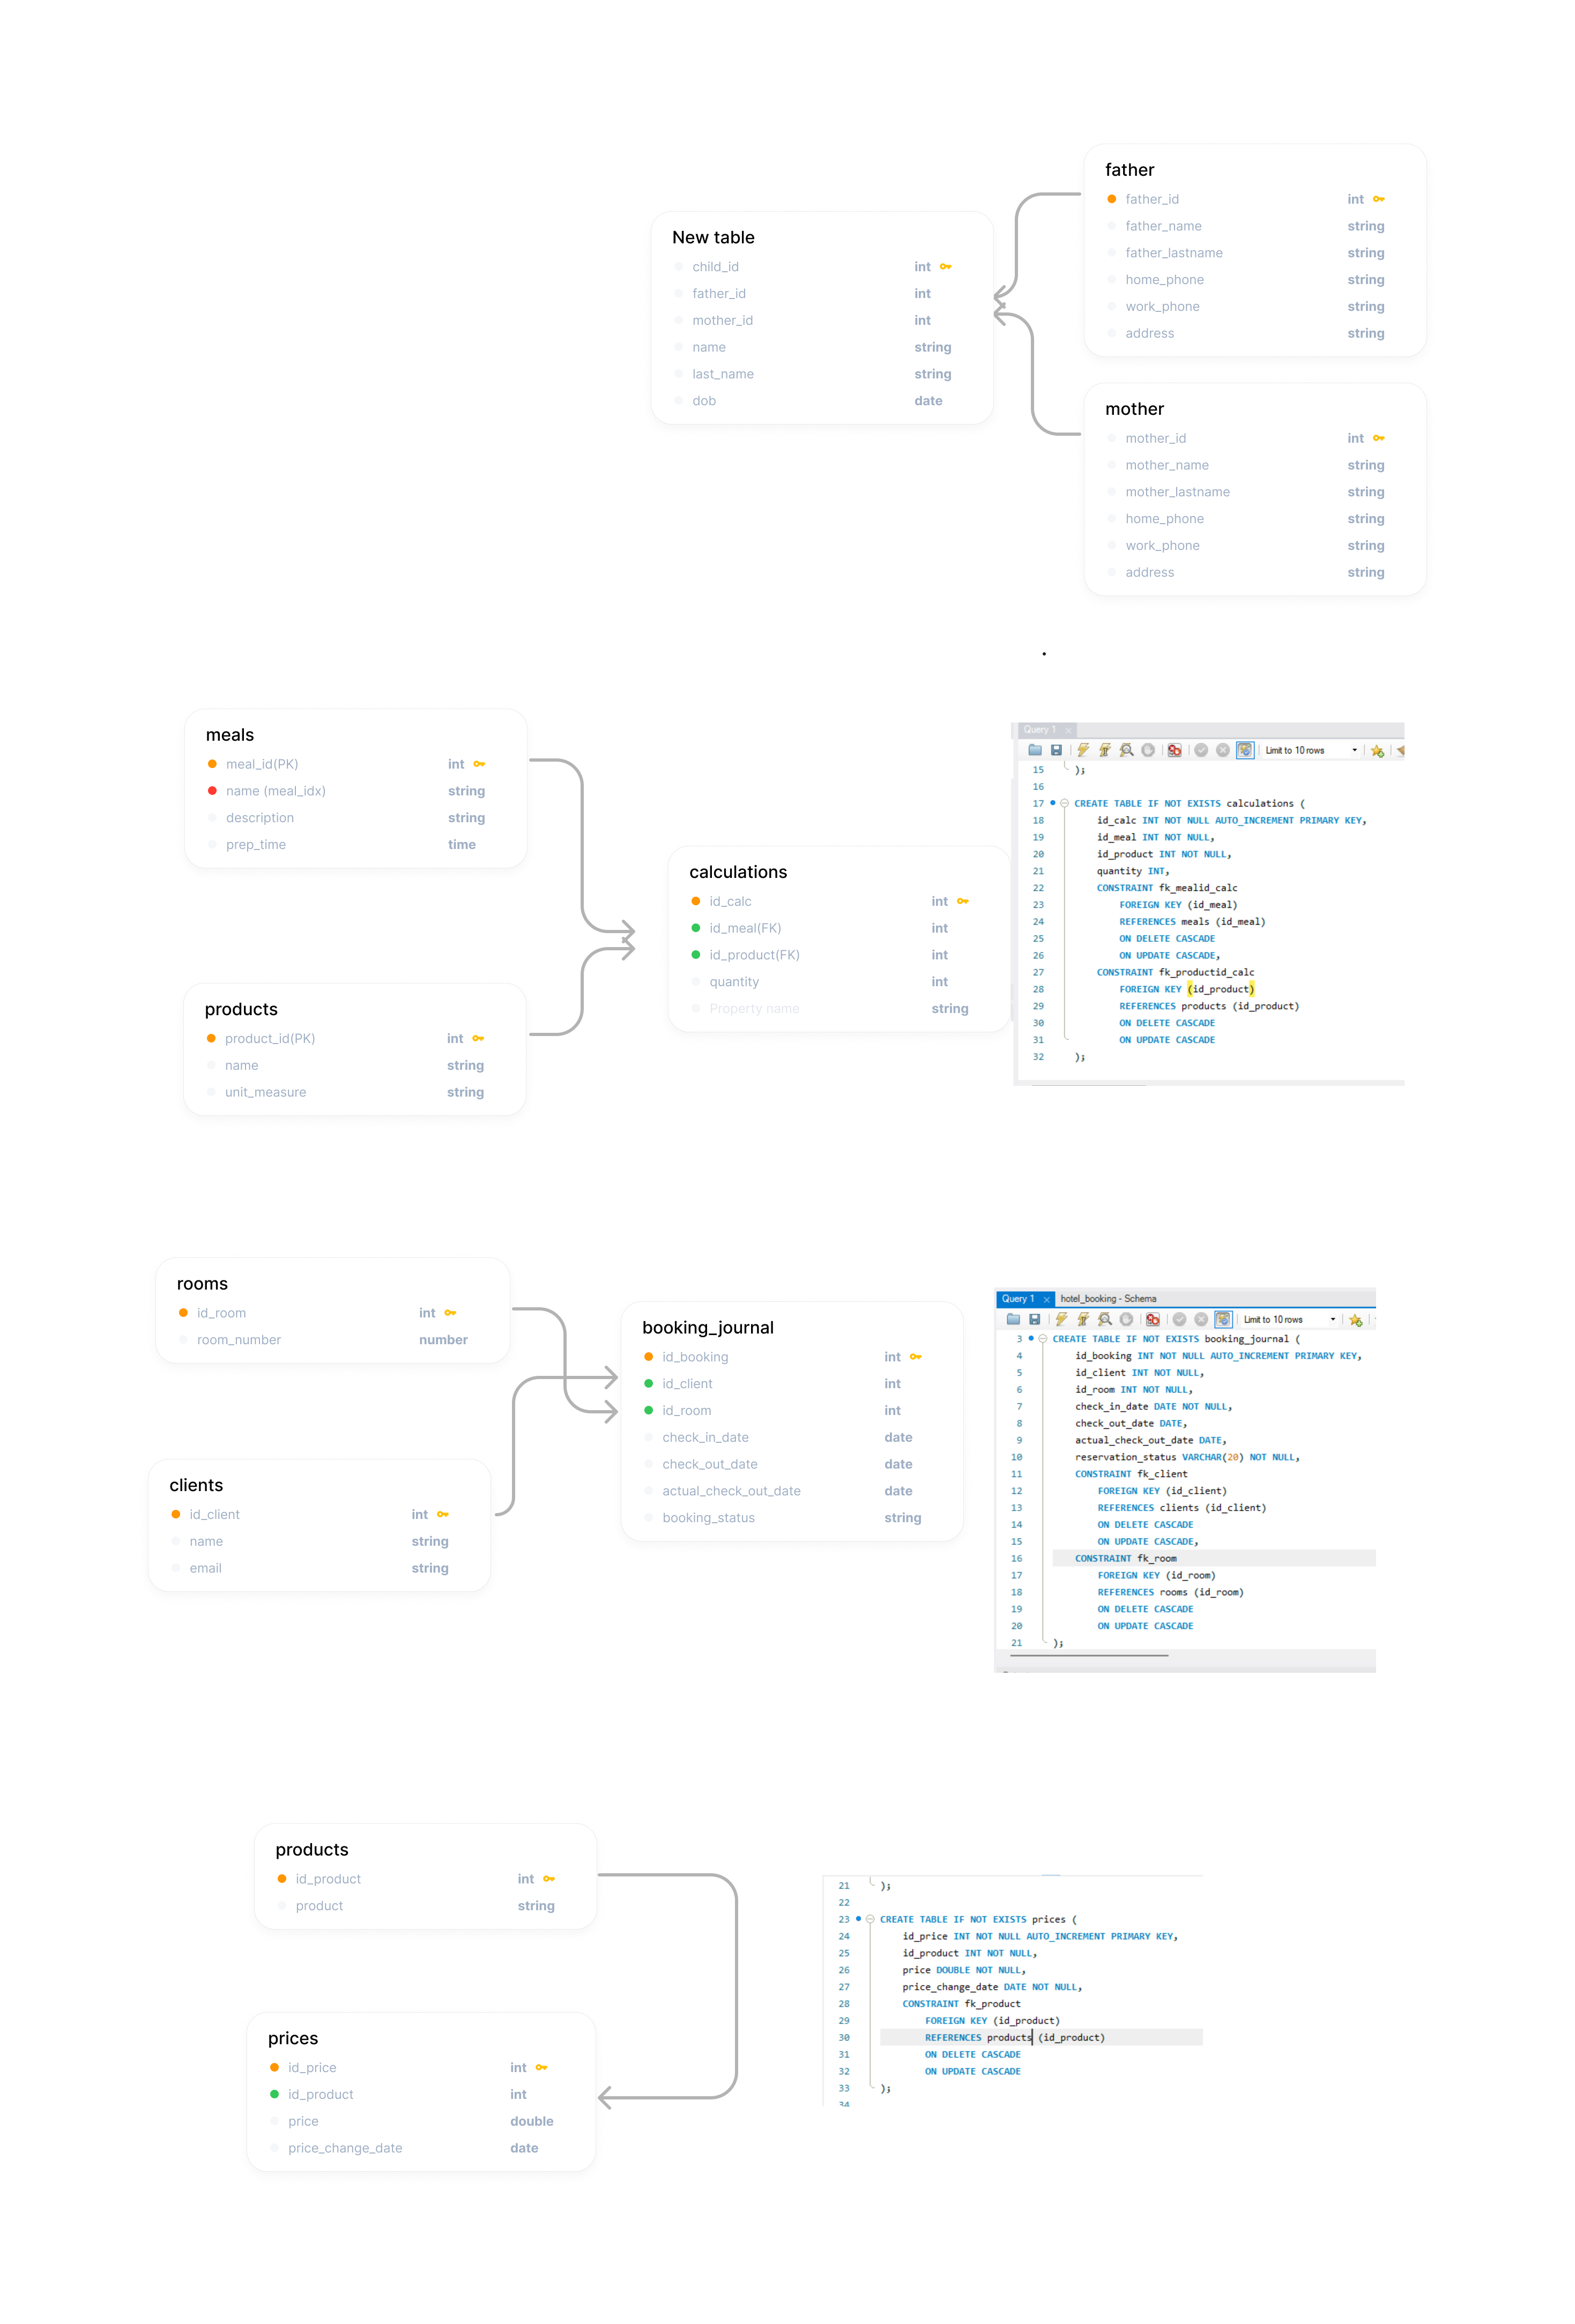 father
father_id int
father_name string
father_lastname string
home_phone string
work_phone string
address string
New table
child_id int
father_id int
mother_id int
name string
last_name string
dob date
mother
mother_id int
mother_name string
mother_lastname string
home_phone string
work_phone string
address string
.
meals
meal_id(PK) int
name (meal_idx) string
description string
prep_time time
products
product_id(PK) int
name string
unit_measure string
calculations
id_calc int
id_meal(FK) int
id_product(FK) int
quantity int
Property name string
Query 1
Limit to 10 rows
15 );
16
17 CREATE TABLE IF NOT EXISTS calculations (
18 id_calc INT NOT NULL AUTO_INCREMENT PRIMARY KEY,
19 id_meal INT NOT NULL,
20 id_product INT NOT NULL,
21 quantity INT,
22 CONSTRAINT fk_mealid_calc
23 FOREIGN KEY (id_meal)
24 REFERENCES meals (id_meal)
25 ON DELETE CASCADE
26 ON UPDATE CASCADE,
27 CONSTRAINT fk_productid_calc
28 FOREIGN KEY (id_product)
29 REFERENCES products (id_product)
30 ON DELETE CASCADE
31 ON UPDATE CASCADE
32 );
rooms
id_room int
room_number number
clients
id_client int
name string
email string
booking_journal
id_booking int
id_client int
id_room int
check_in_date date
check_out_date date
actual_check_out_date date
booking_status string
Query 1 hotel_booking - Schema
Limit to 10 rows
3 CREATE TABLE IF NOT EXISTS booking_journal (
4 id_booking INT NOT NULL AUTO_INCREMENT PRIMARY KEY,
5 id_client INT NOT NULL,
6 id_room INT NOT NULL,
7 check_in_date DATE NOT NULL,
8 check_out_date DATE,
9 actual_check_out_date DATE,
10 reservation_status VARCHAR(20) NOT NULL,
11 CONSTRAINT fk_client
12 FOREIGN KEY (id_client)
13 REFERENCES clients (id_client)
14 ON DELETE CASCADE
15 ON UPDATE CASCADE,
16 CONSTRAINT fk_room
17 FOREIGN KEY (id_room)
18 REFERENCES rooms (id_room)
19 ON DELETE CASCADE
20 ON UPDATE CASCADE
21 );
products
id_product int
product string
prices
id_price int
id_product int
price double
price_change_date date
21 );
22
23 CREATE TABLE IF NOT EXISTS prices (
24 id_price INT NOT NULL AUTO_INCREMENT PRIMARY KEY,
25 id_product INT NOT NULL,
26 price DOUBLE NOT NULL,
27 price_change_date DATE NOT NULL,
28 CONSTRAINT fk_product
29 FOREIGN KEY (id_product)
30 REFERENCES products (id_product)
31 ON DELETE CASCADE
32 ON UPDATE CASCADE
33 );
34